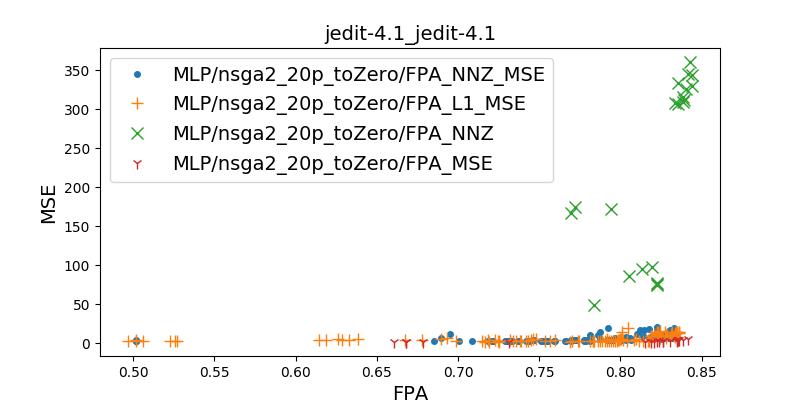 jedit-4.1_jedit-4.1
MLP/nsga2_20p_toZero/FPA_NNZ_MSE
MLP/nsga2_20p_toZero/FPA_L1_MSE
MLP/nsga2_20p_toZero/FPA_NNZ
MLP/nsga2_20p_toZero/FPA_MSE
MSE
350
300
250
200
150
100
50
0
0.50 0.55 0.60 0.65 0.70 0.75 0.80 0.85
FPA